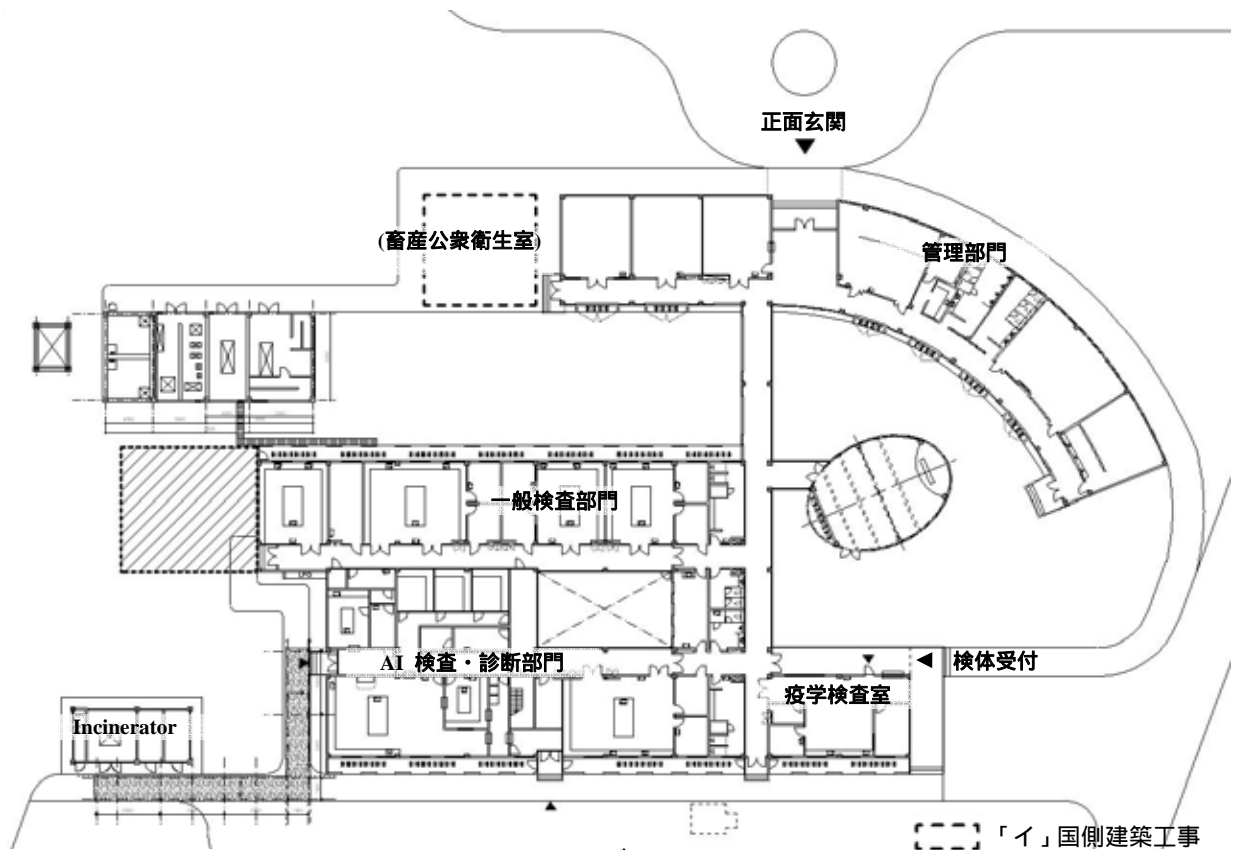 正面玄関
(畜産公衆衛生室)
管理部門
一般検査部門
AI 検査・診断部門
検体受付
疫学検査室
Incinerator
「イ」国側建築工事